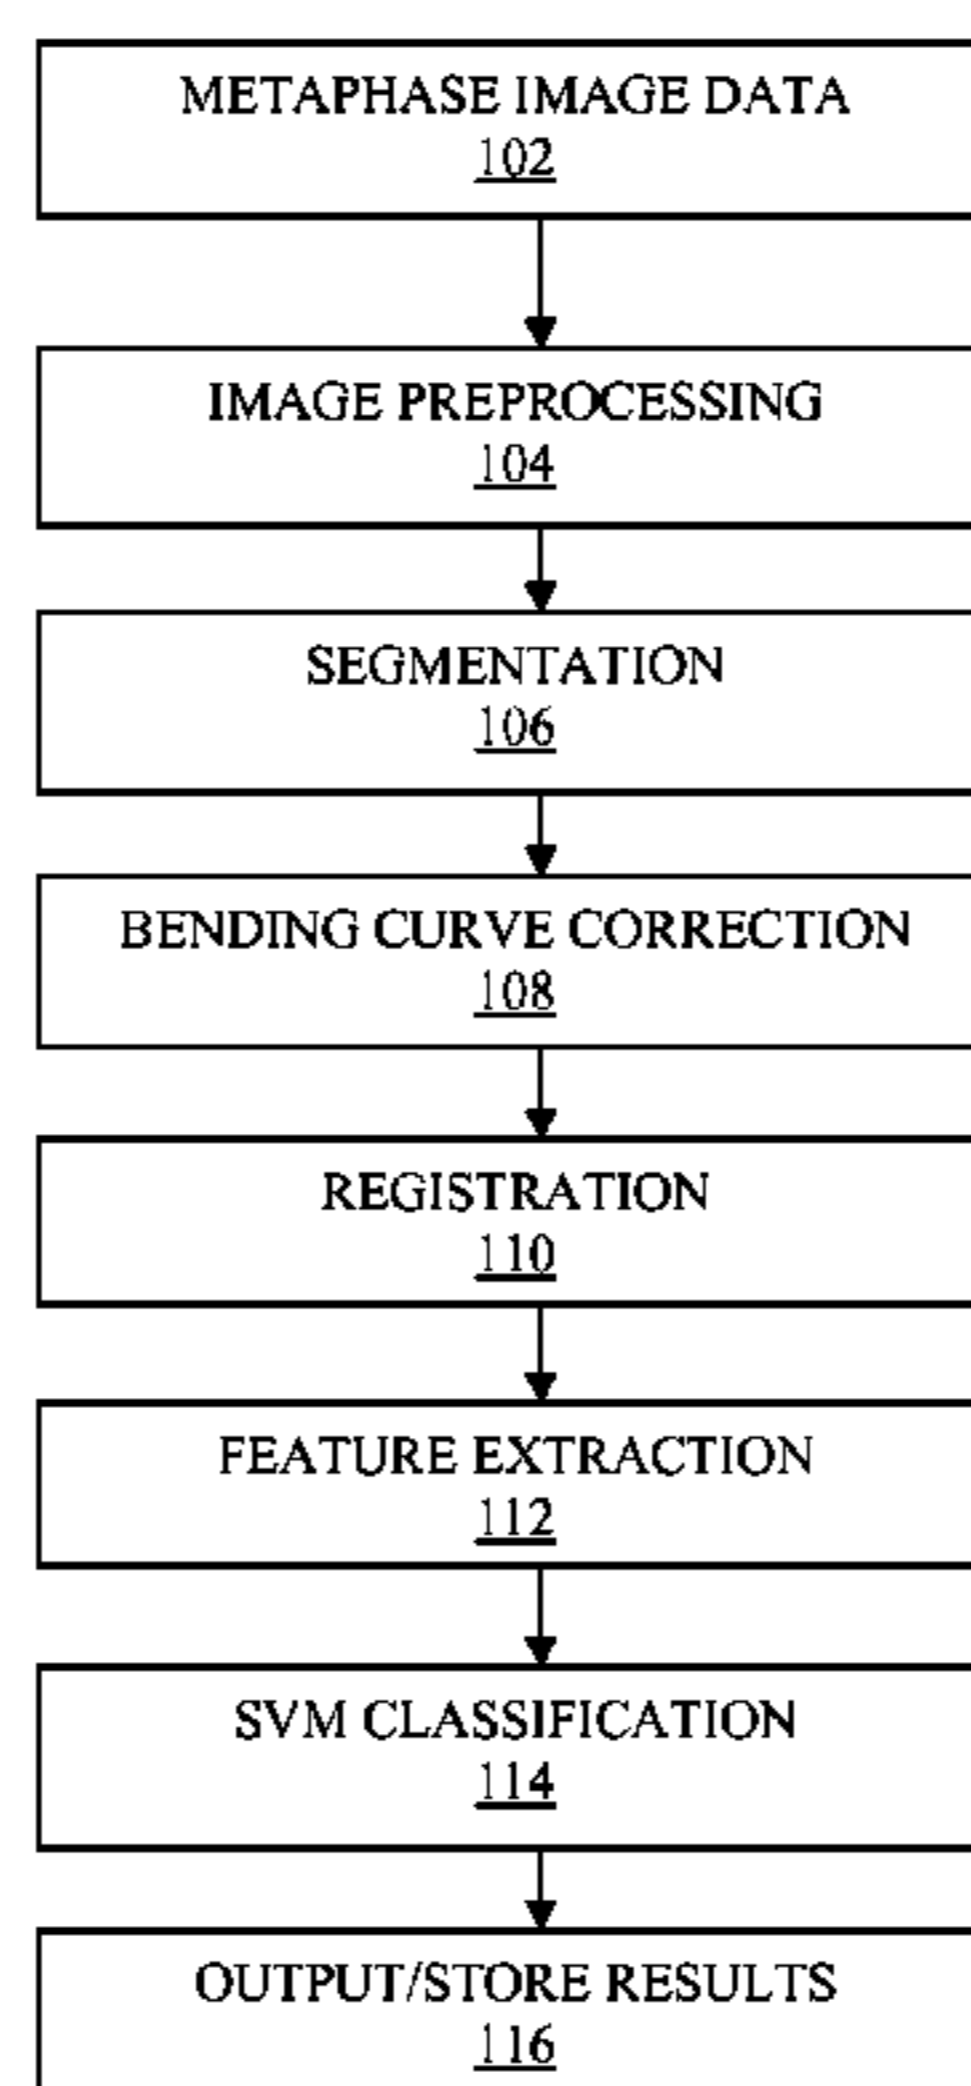 METAPHASE IMAGE DATA
102
IMAGE PREPROCESSING
104
SEGMENTATION
106
BENDING CURVE CORRECTION
108
REGISTRATION
110
FEATURE EXTRACTION
112
SVM CLASSIFICATION
114
OUTPUT/STORE RESULTS
116